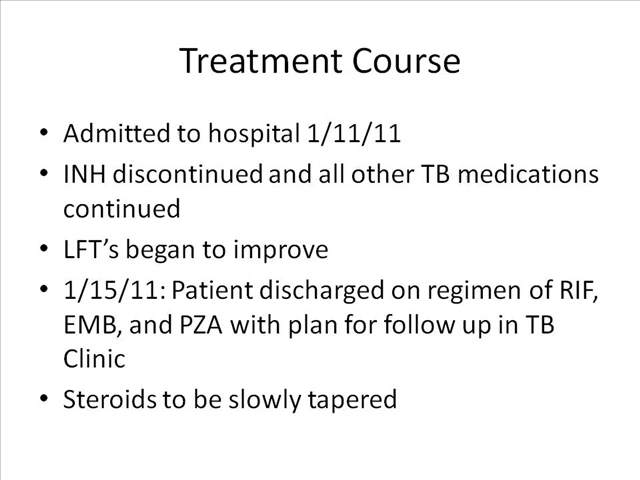 Treatment Course
• Admitted to hospital 1/11/11
• INH discontinued and all other TB medications
continued
• LFT’s began to improve
• 1/15/11: Patient discharged on regimen of RIF,
EMB, and PZA with plan for follow up in TB
Clinic
• Steroids to be slowly tapered